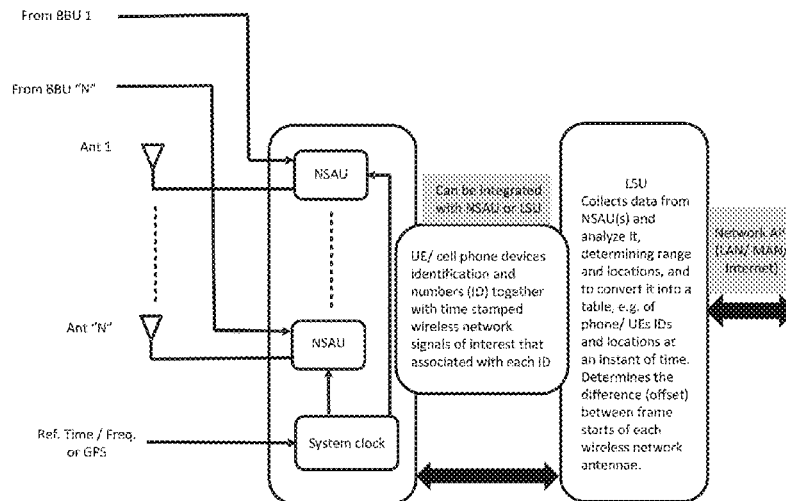 From BBU 1
From BBU "N"
Ant 1
Ant "N"
Ref. Time / Freq.
or GPS
NSAU
NSAU
System clock
Can be integrated
with NSAU or LSU
UE/ cell phone devices
identification and
numbers (ID) together
with time stamped
wireless network
signals of interest that
associated with each ID
LSU
Collects data from
NSAU(s) and
analyze it,
determining range
and locations, and
to convert it into a
table, e.g. of
phone/ UEs IDs
and locations at
an instant of time.
Determines the
difference (offset)
between frame
starts of each
wireless network
antennae.
Network
(LAN/ MAN/
Internet)